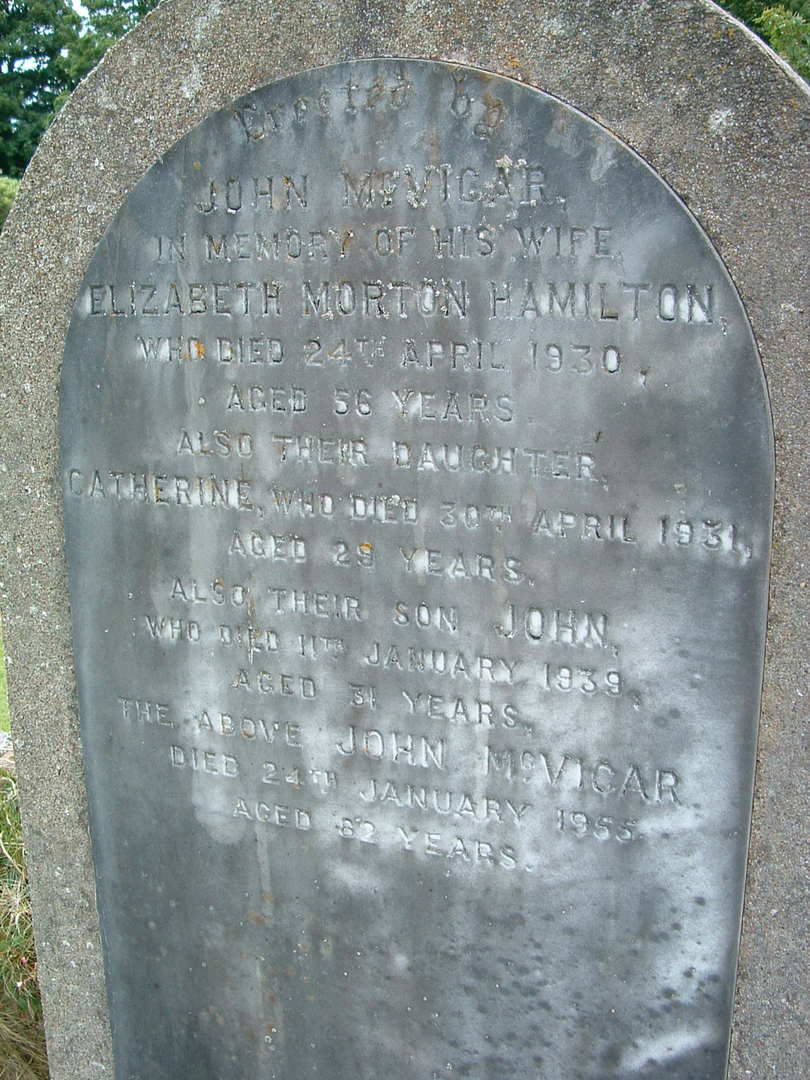 Erected by
JOHN McVICAR.
IN MEMORY OF HIS WIFE,
ELIZABETH MORTON HAMILTON,
WHO DIED 24TH APRIL 1930,
AGED 56 YEARS.
ALSO THEIR DAUGHTER,
CATHERINE, WHO DIED 30TH APRIL 1931,
AGED 29 YEARS.
ALSO THEIR SON JOHN,
WHO DIED 11TH JANUARY 1939,
AGED 31 YEARS,
THE ABOVE JOHN McVICAR
DIED 24TH JANUARY 1955.
AGED 82 YEARS.